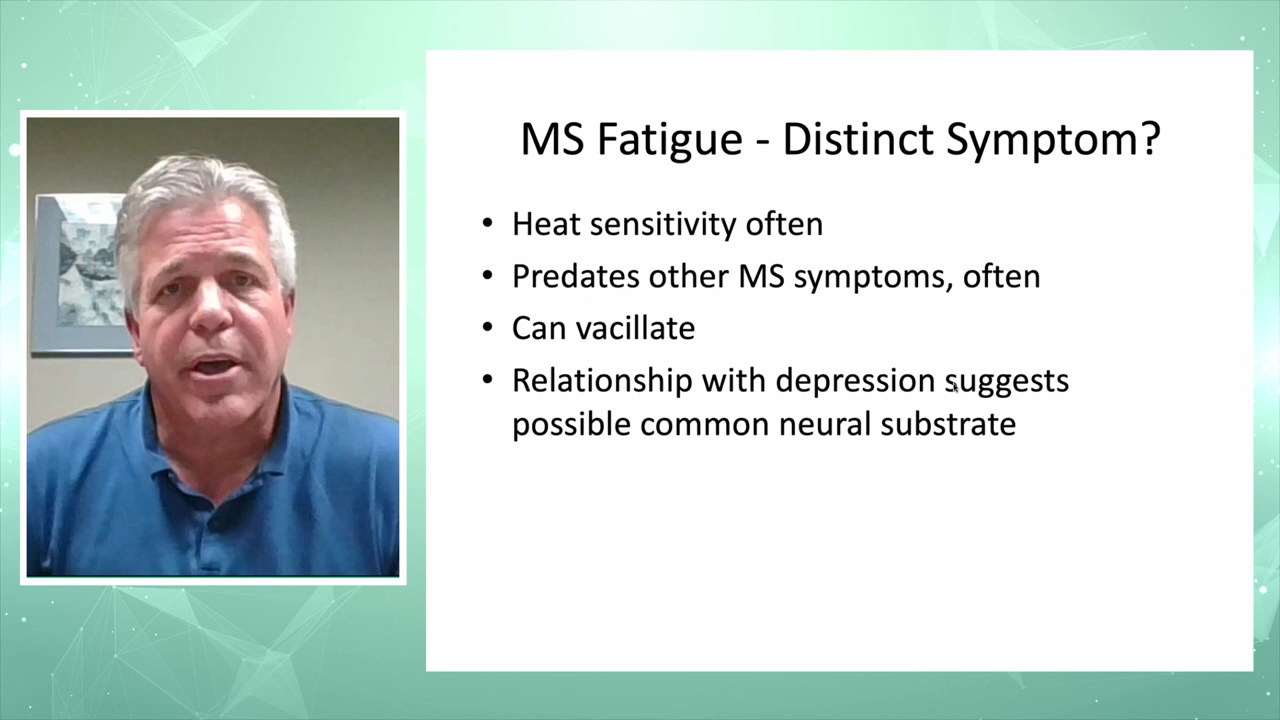 MS Fatigue - Distinct Symptom?
• Heat sensitivity often
• Predates other MS symptoms, often
• Can vacillate
• Relationship with depression suggests
possible common neural substrate